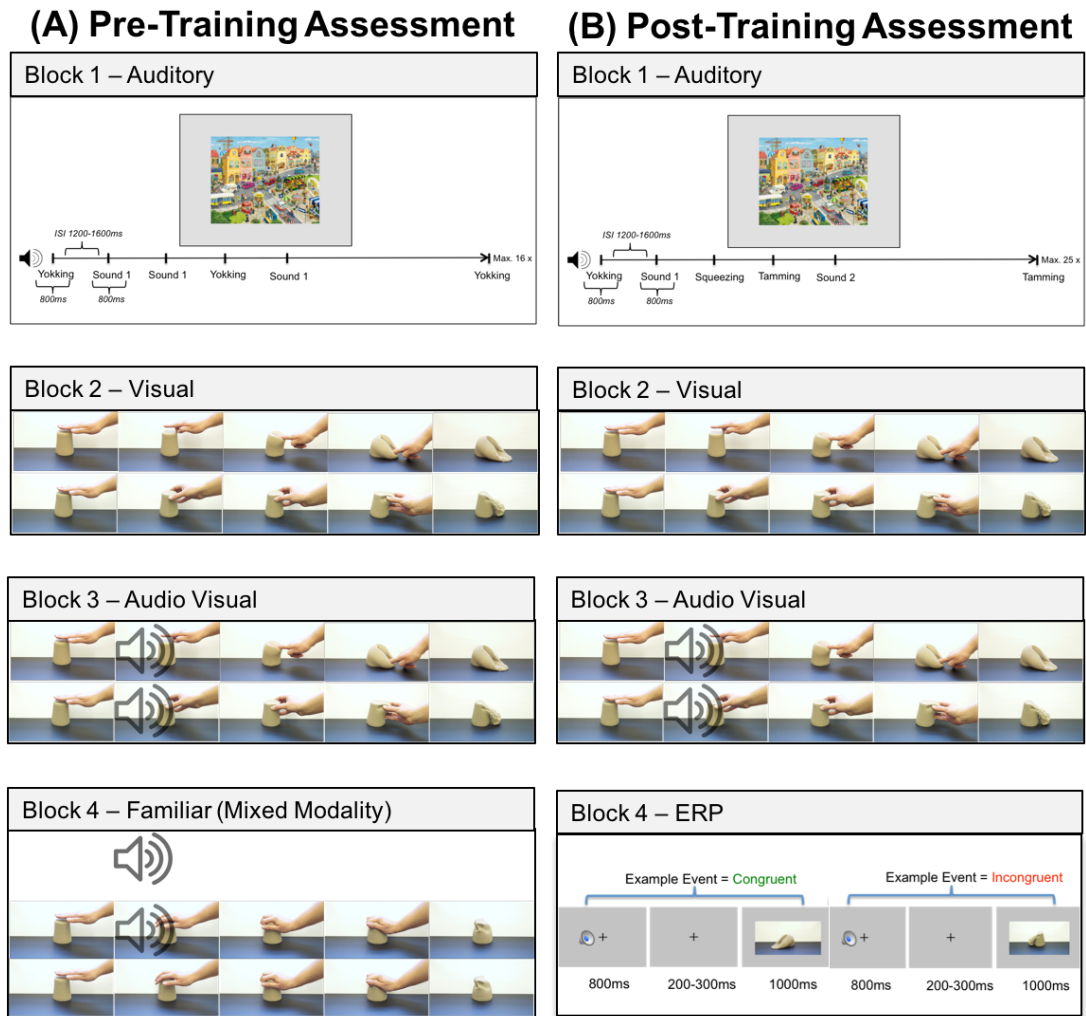 (A) Pre-Training Assessment
Block 1 – Auditory
ISI 1200-1600ms
Max. 16 x
Yokking Sound 1 Sound 1 Yokking Sound 1 Yokking
800ms 800ms
Block 2 – Visual
Block 3 – Audio Visual
Block 4 – Familiar (Mixed Modality)
(B) Post-Training Assessment
Block 1 – Auditory
ISI 1200-1600ms
Max. 25 x
Yokking Sound 1 Squeezing Tamming Sound 2 Tamming
800ms 800ms
Block 2 – Visual
Block 3 – Audio Visual
Block 4 – ERP
Example Event = Congruent Example Event = Incongruent
+ + + +
800ms 200-300ms 1000ms 800ms 200-300ms 1000ms